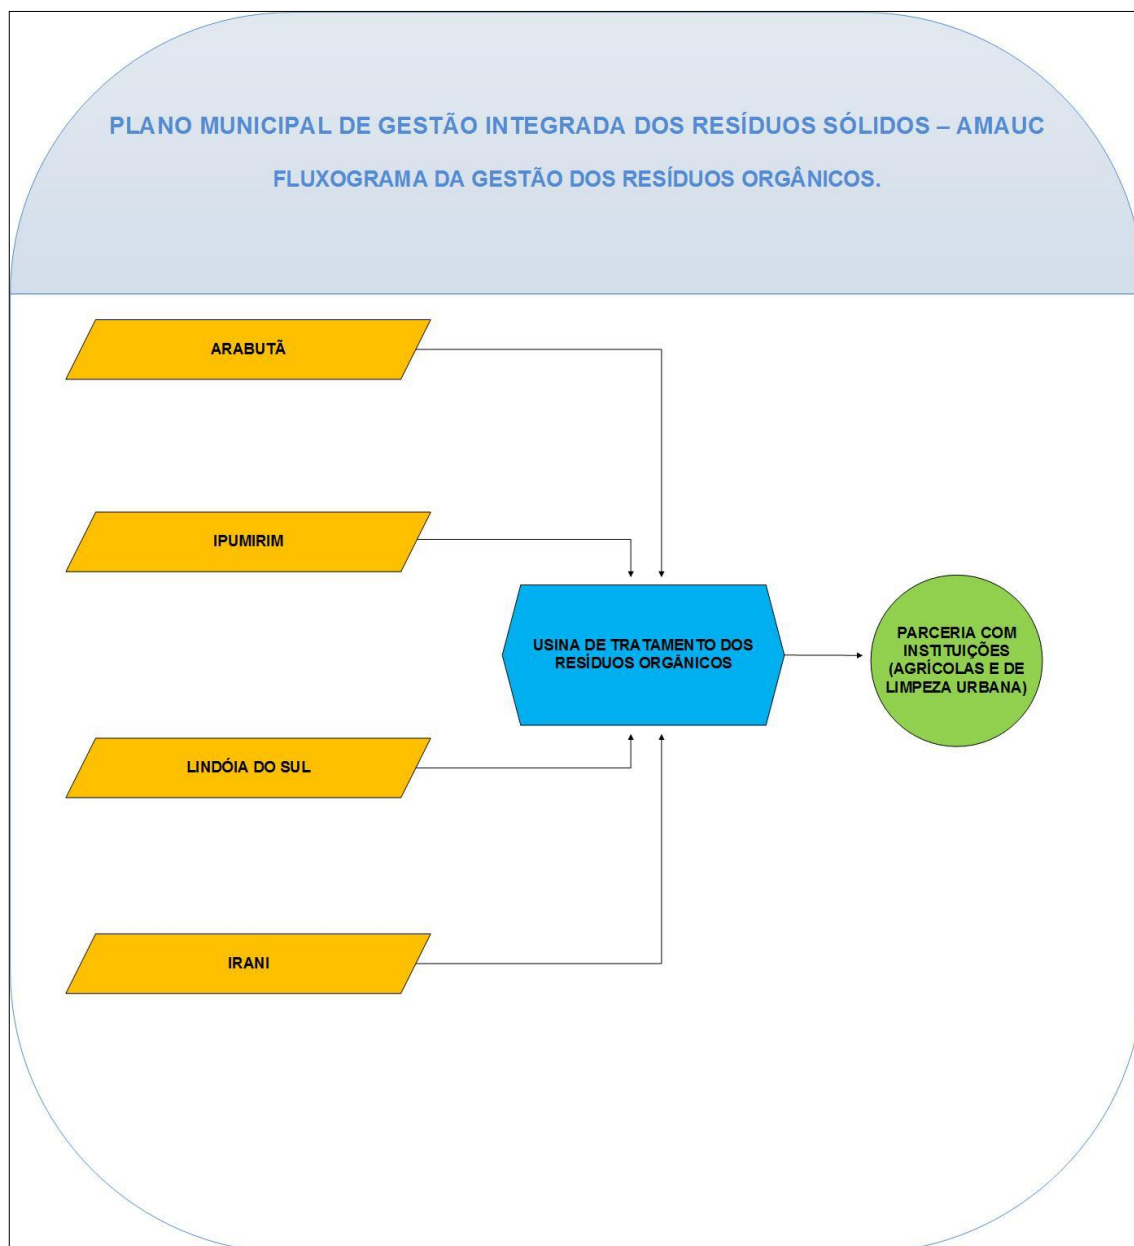 PLANO MUNICIPAL DE GESTÃO INTEGRADA DOS RESÍDUOS SÓLIDOS – AMAUC
FLUXOGRAMA DA GESTÃO DOS RESÍDUOS ORGÂNICOS.
ARABUTÃ
IPUMIRIM
USINA DE TRATAMENTO DOS
RESÍDUOS ORGÂNICOS
PARCERIA COM
INSTITUIÇÕES
(AGRÍCOLAS E DE
LIMPEZA URBANA)
LINDÓIA DO SUL
IRANI